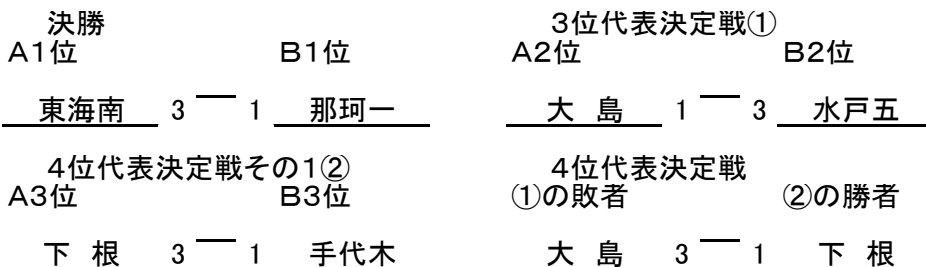 決勝
A1位 B1位
東海南 3 ― 1 那珂一
3位代表決定戦①
A2位 B2位
大 島 1 ― 3 水戸五
4位代表決定戦その1②
A3位 B3位
下 根 3 ― 1 手代木
4位代表決定戦
①の敗者 ②の勝者
大 島 3 ― 1 下 根